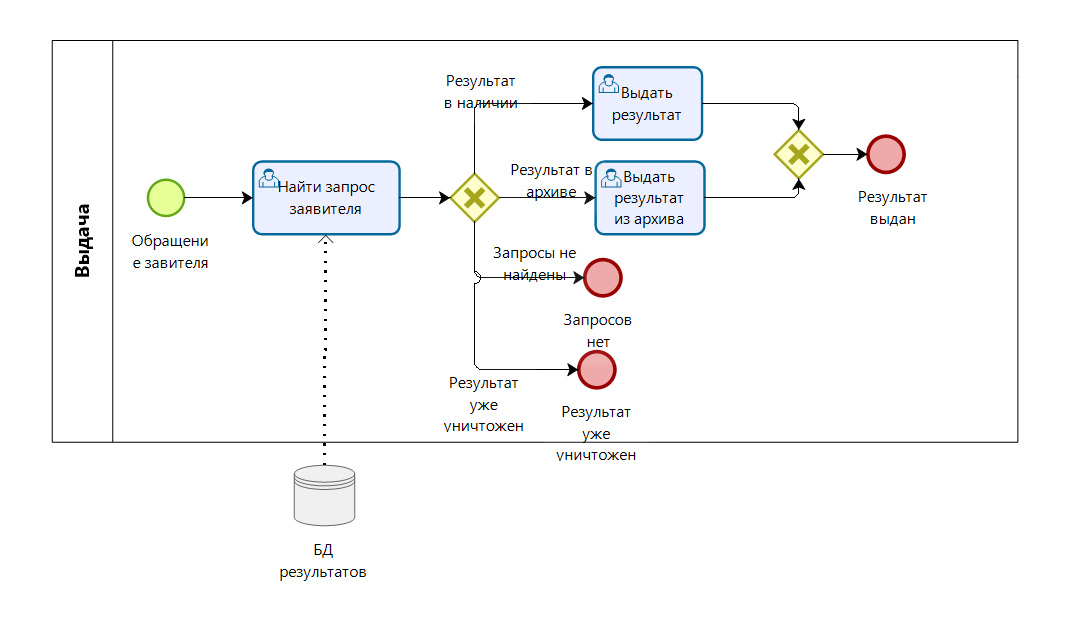 Выдача
Обращени
е завителя
Найти запрос
заявителя
Результат
в наличии
Выдать
результат
Результат в
архиве
Выдать
результат
из архива
Результат
выдан
Запросы не
найдены
Запросов
нет
Результат
уже
уничтожен
Результат
уже
уничтожен
БД
результатов